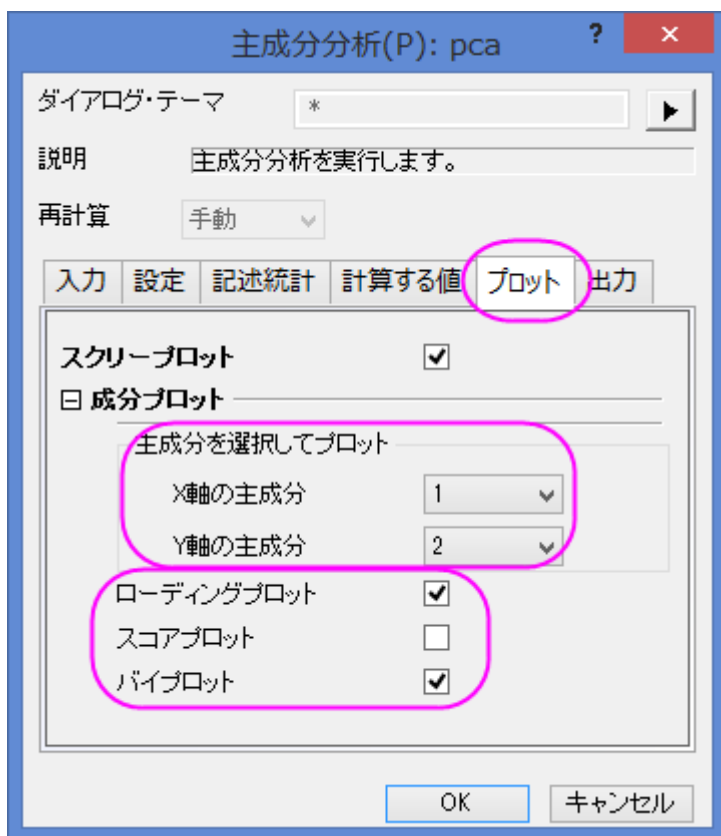 主成分分析(P): pca ? ×
ダイアログ・テーマ *
説明 主成分分析を実行します。
再計算 手動
入力 設定 記述統計 計算する値 プロット 出力
スクリープロット
成分プロット
主成分を選択してプロット
X軸の主成分 1
Y軸の主成分 2
ローディングプロット
スコアプロット
バイプロット
OK キャンセル